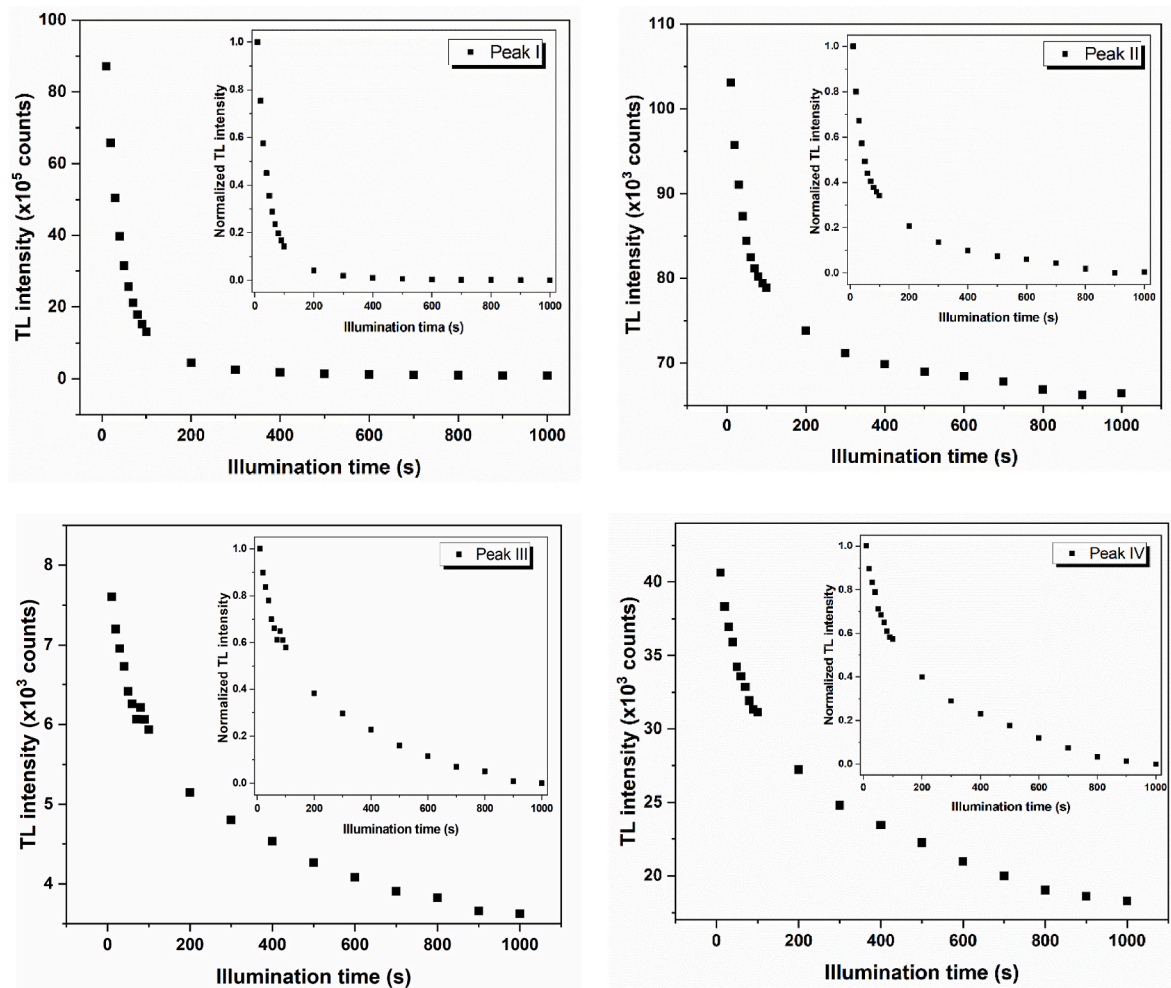 TL intensity (x10⁵ counts)
100
80
60
40
20
0
0 200 400 600 800 1000
Illumination time (s)
Normalized TL intensity
1.0
0.8
0.6
0.4
0.2
0.0
0 200 400 600 800 1000
Illumination tima (s)
Peak I
TL intensity (x10³ counts)
110
100
90
80
70
0 200 400 600 800 1000
Illumination time (s)
Normalized TL intensity
1.0
0.8
0.6
0.4
0.2
0.0
0 200 400 600 800 1000
Illumination time (s)
Peak II
TL intensity (x10³ counts)
8
7
6
5
4
0 200 400 600 800 1000
Illumination time (s)
Normalized TL intensity
1.0
0.8
0.6
0.4
0.2
0.0
0 200 400 600 800 1000
Illumination time (s)
Peak III
TL intensity (x10³ counts)
40
35
30
25
20
0 200 400 600 800 1000
Illumination time (s)
Normalized TL intensity
1.0
0.8
0.6
0.4
0.2
0.0
0 200 400 600 800 1000
Illumination time (s)
Peak IV